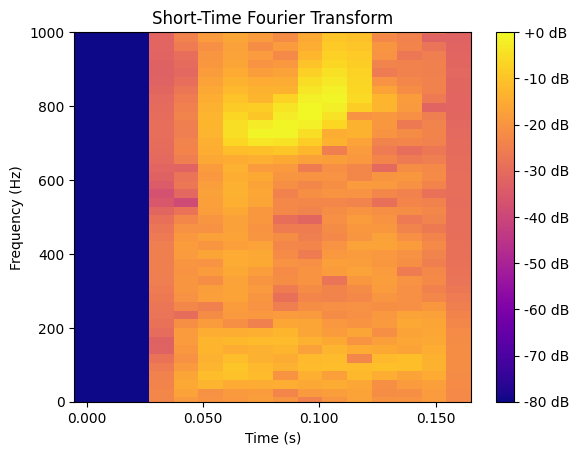 Short-Time Fourier Transform
Frequency (Hz)
1000
800
600
400
200
0
0.000 0.050 0.100 0.150
Time (s)
+0 dB
-10 dB
-20 dB
-30 dB
-40 dB
-50 dB
-60 dB
-70 dB
-80 dB